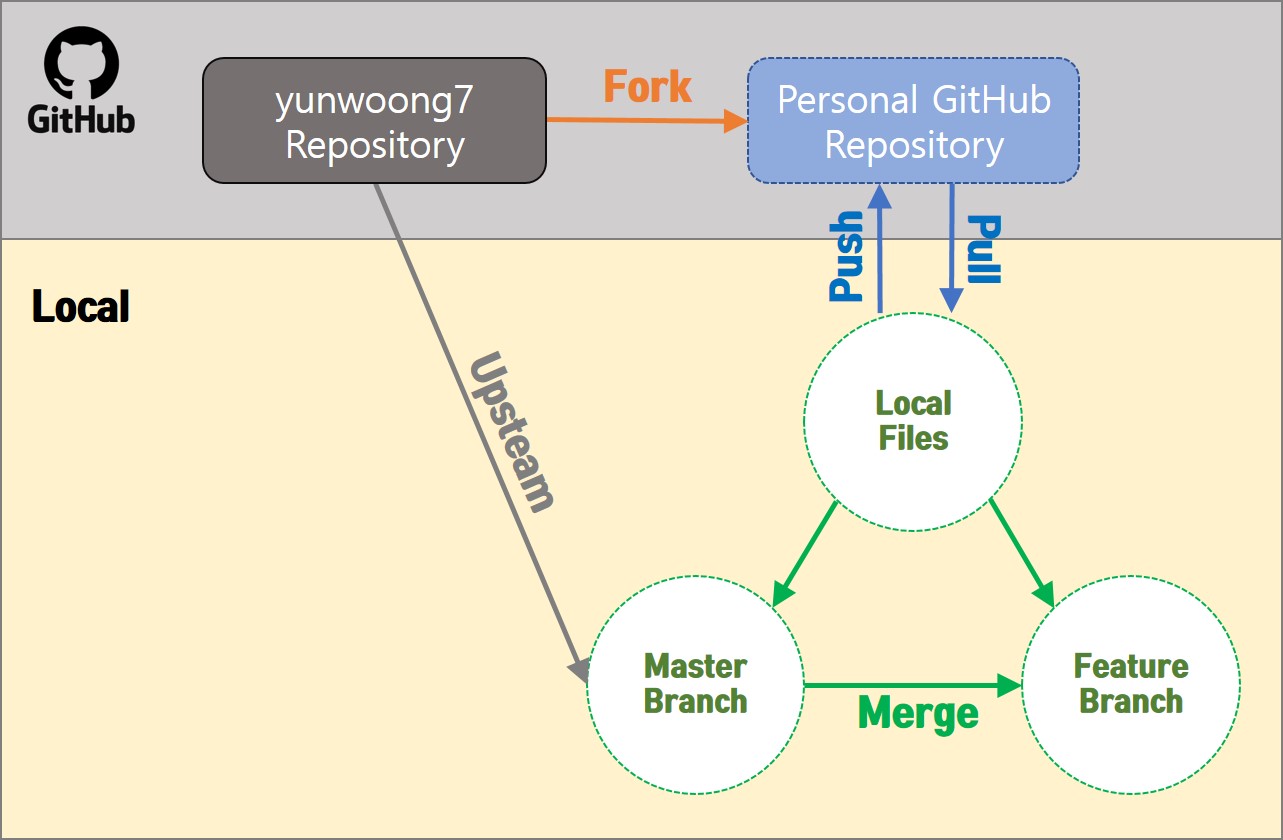 GitHub
yunwoong7
Repository
Fork
Personal GitHub
Repository
Push
Pull
Local
Upsteam
Local
Files
Master
Branch
Merge
Feature
Branch